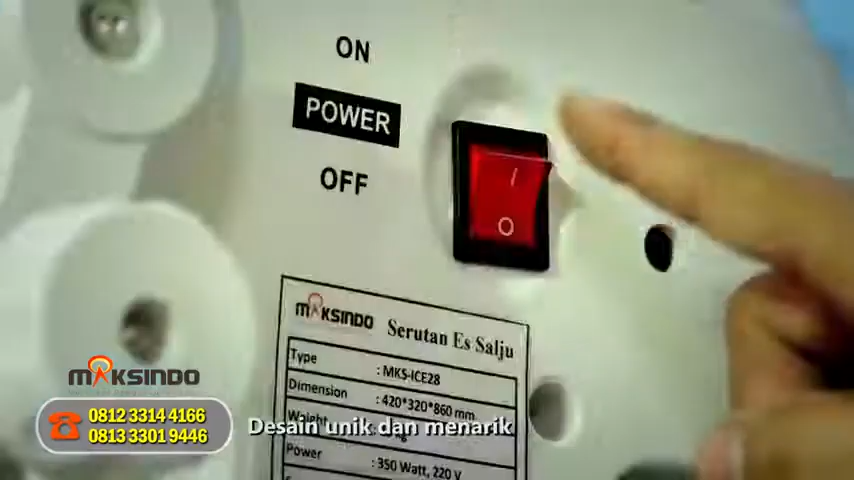 ON
POWER
OFF
I
O
MAKSINDO Serutan Es Salju
Type : MKS-ICE28
Dimension : 420*320*860 mm
Weight
Power : 350 Watt, 220 V
MAKSINDO
0812 3314 4166
0813 3301 9446
Desain unik dan menarik